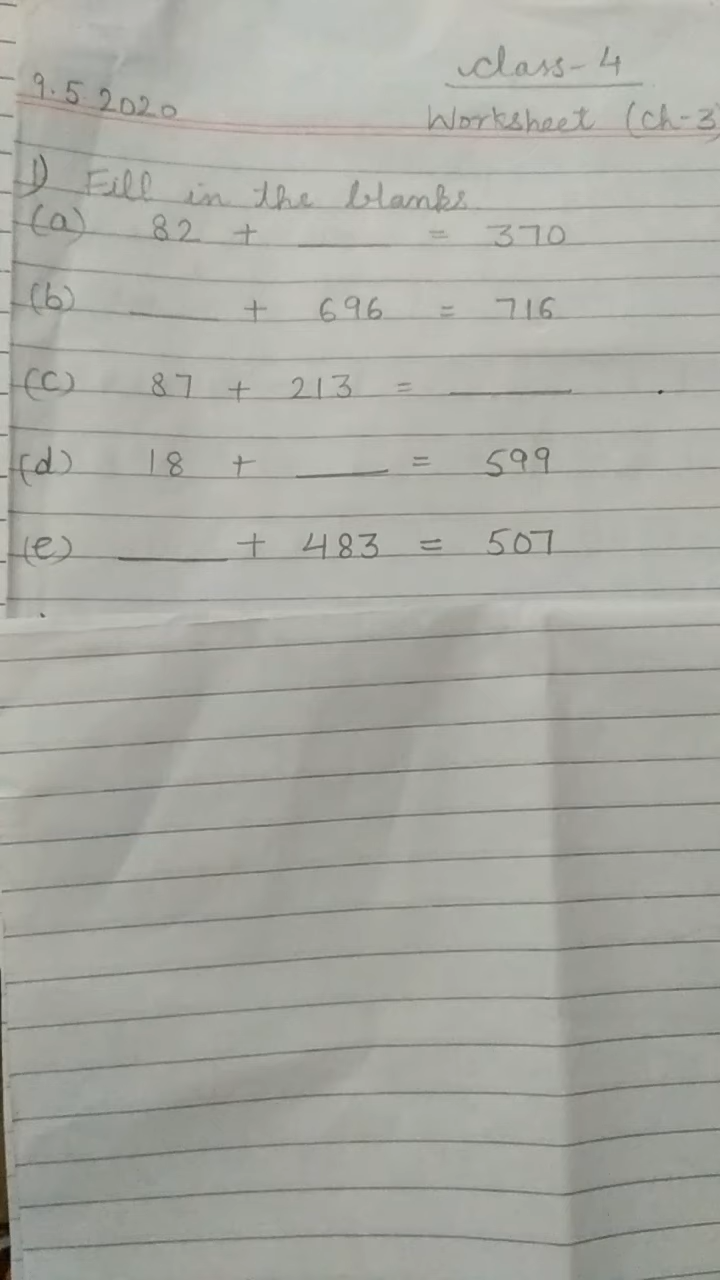 Class-4
9.5.2020
Worksheet (Ch-3)
1) Fill in the blanks
(a) 82 + ____ = 370
(b) ____ + 696 = 716
(c) 87 + 213 = ____
(d) 18 + ____ = 599
(e) ____ + 483 = 507